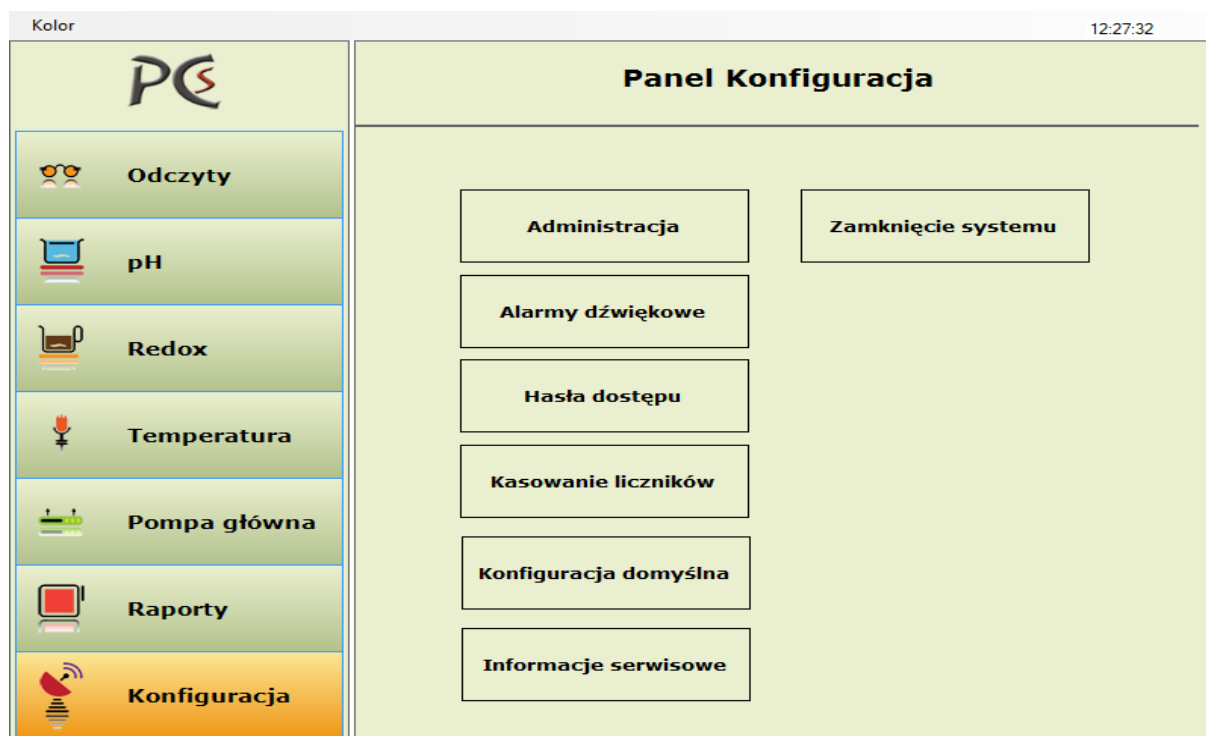 Kolor
12:27:32
PCs
Panel Konfiguracja
Odczyty
pH
Redox
Temperatura
Pompa główna
Raporty
Konfiguracja
Administracja
Zamknięcie systemu
Alarmy dźwiękowe
Hasła dostępu
Kasowanie liczników
Konfiguracja domyślna
Informacje serwisowe